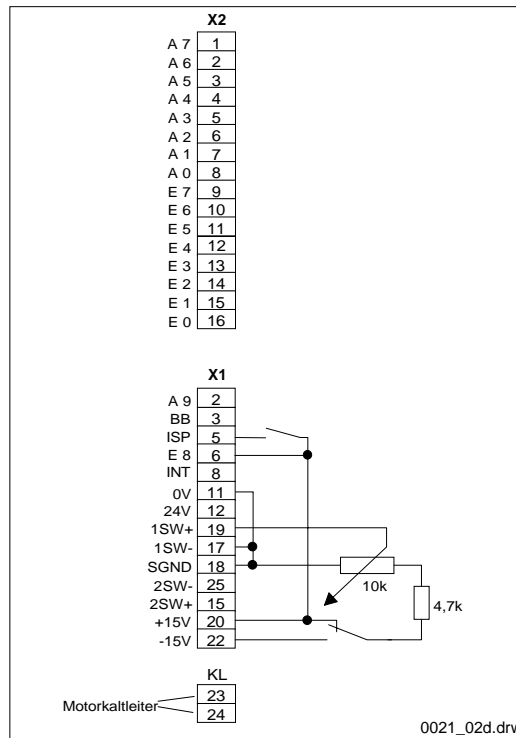 X2
A 7 1
A 6 2
A 5 3
A 4 4
A 3 5
A 2 6
A 1 7
A 0 8
E 7 9
E 6 10
E 5 11
E 4 12
E 3 13
E 2 14
E 1 15
E 0 16
X1
A 9 2
BB 3
ISP 5
E 8 6
INT 8
0V 11
24V 12
1SW+ 19
1SW- 17
SGND 18
10k
2SW- 25
2SW+ 15
4,7k
+15V 20
-15V 22
KL
23
Motorkaltleiter
24
0021_02d.drw